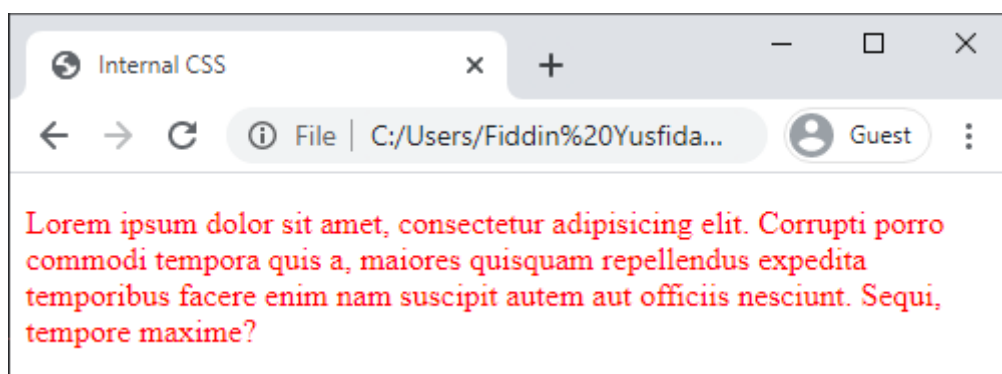 Internal CSS
File
C:/Users/Fiddin%20Yusfida...
Guest
Lorem ipsum dolor sit amet, consectetur adipisicing elit. Corrupti porro
commodi tempora quis a, maiores quisquam repellendus expedita
temporibus facere enim nam suscipit autem aut officiis nesciunt. Sequi,
tempore maxime?